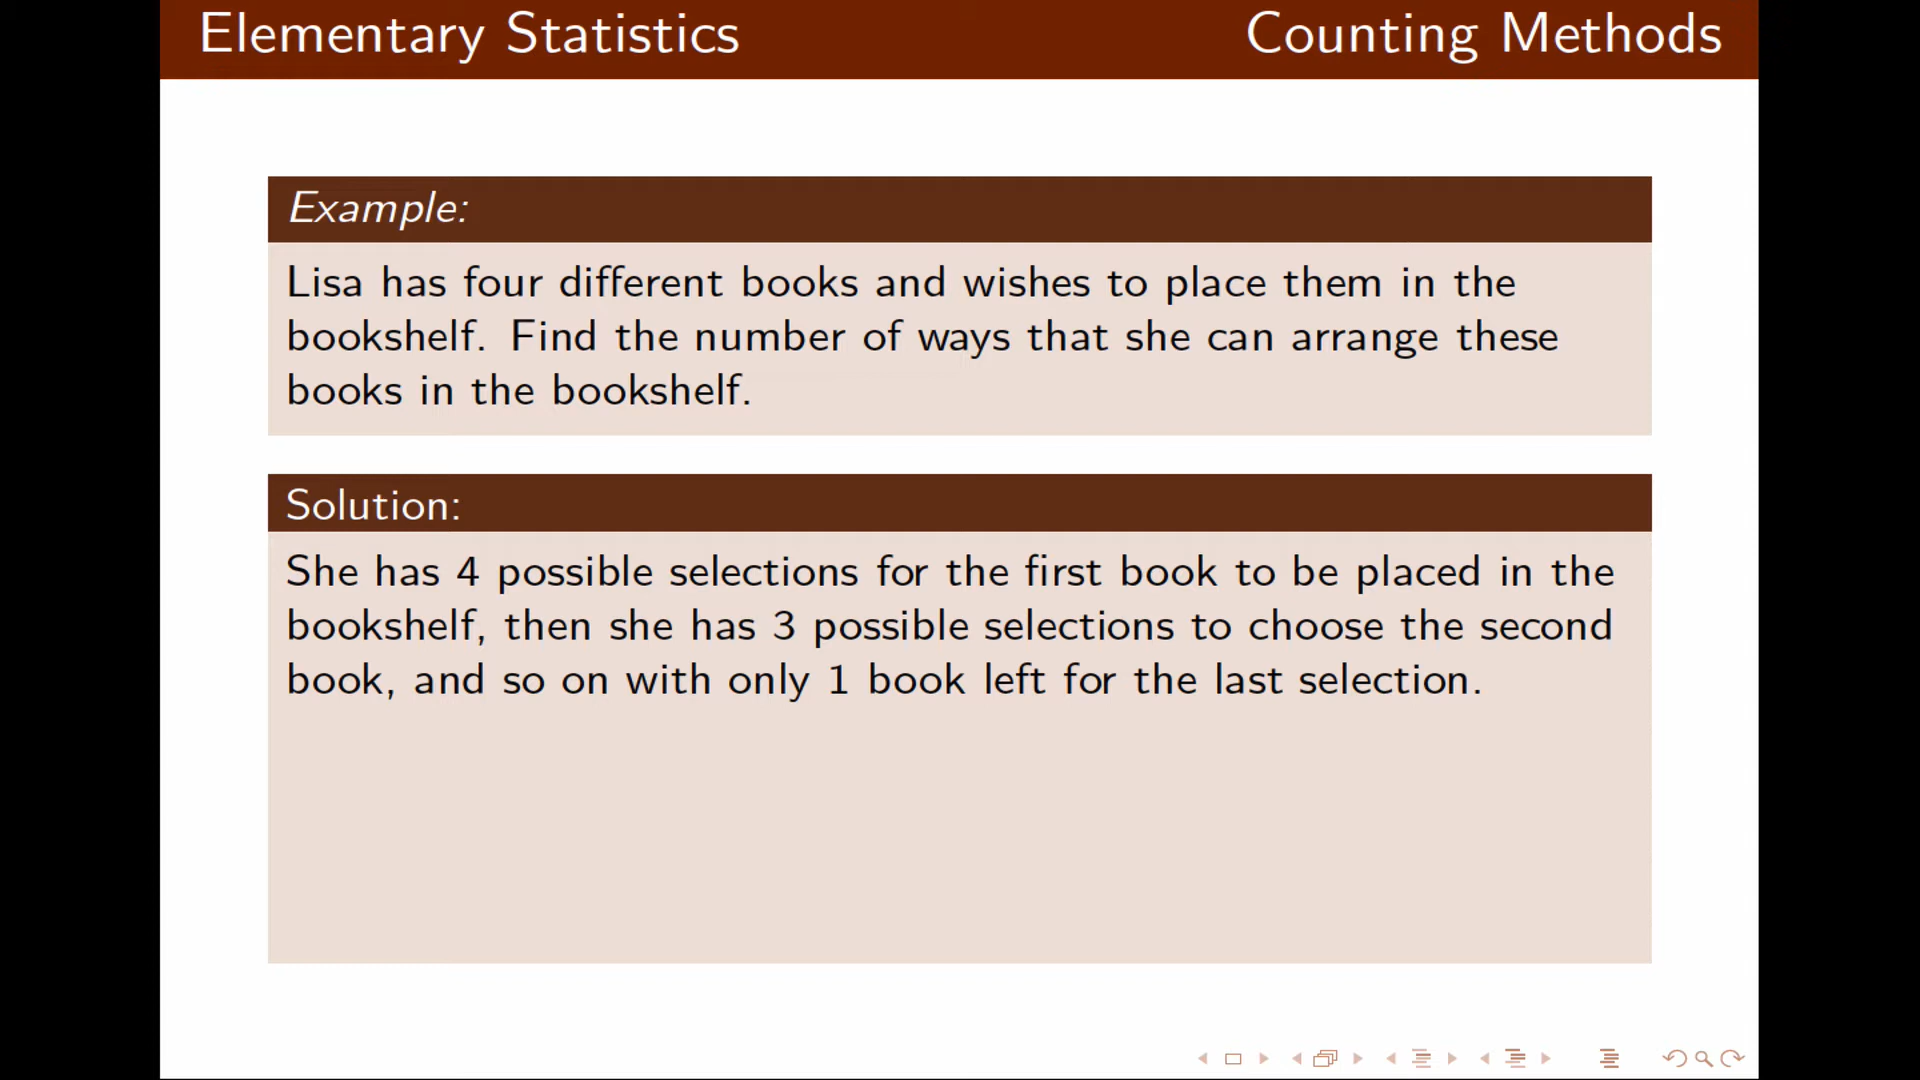 Elementary Statistics Counting Methods
Example:
Lisa has four different books and wishes to place them in the
bookshelf. Find the number of ways that she can arrange these
books in the bookshelf.
Solution:
She has 4 possible selections for the first book to be placed in the
bookshelf, then she has 3 possible selections to choose the second
book, and so on with only 1 book left for the last selection.